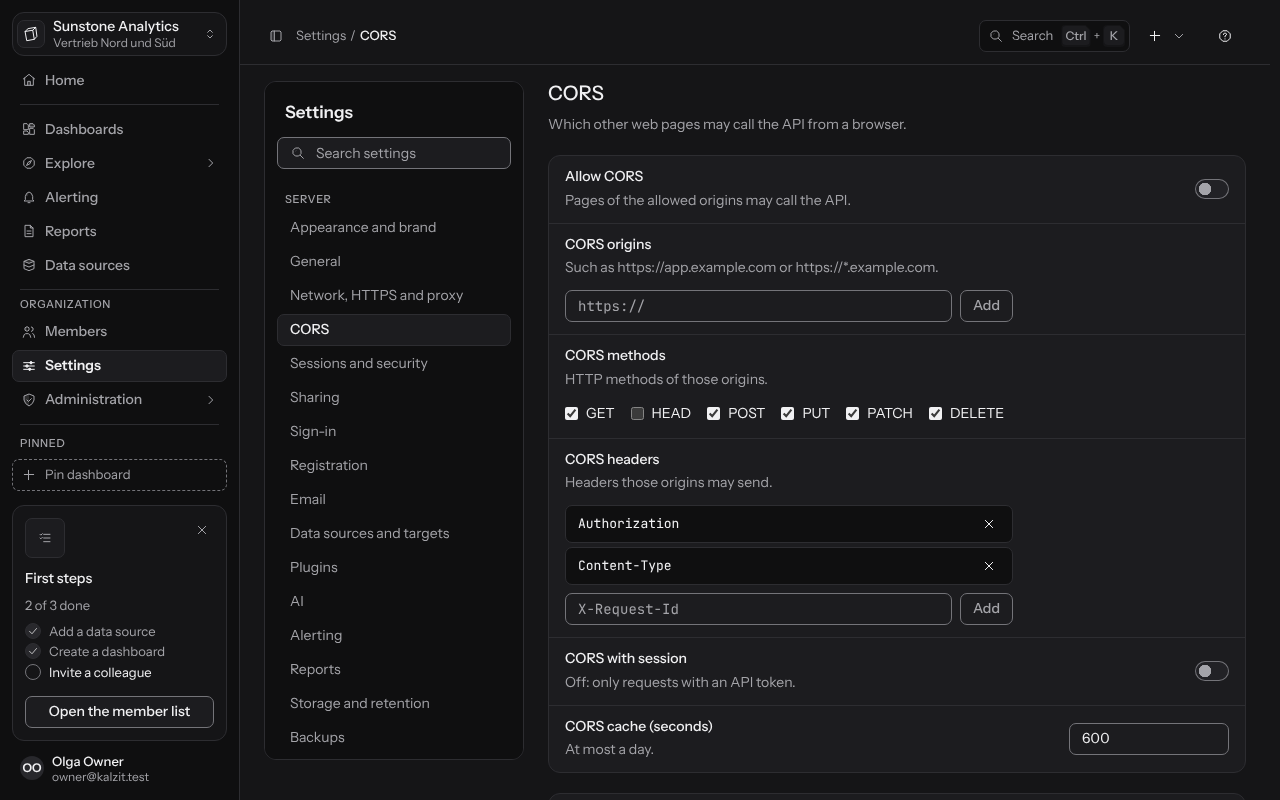 Sunstone Analytics
Vertrieb Nord und Süd
Home
Dashboards
Explore
Alerting
Reports
Data sources
ORGANIZATION
Members
Settings
Administration
PINNED
Pin dashboard
First steps
2 of 3 done
Add a data source
Create a dashboard
Invite a colleague
Open the member list
OO
Olga Owner
owner@kalzit.test
Settings / CORS
Search Ctrl + K
Settings
Search settings
SERVER
Appearance and brand
General
Network, HTTPS and proxy
CORS
Sessions and security
Sharing
Sign-in
Registration
Email
Data sources and targets
Plugins
AI
Alerting
Reports
Storage and retention
Backups
CORS
Which other web pages may call the API from a browser.
Allow CORS
Pages of the allowed origins may call the API.
CORS origins
Such as https://app.example.com or https://*.example.com.
https:// Add
CORS methods
HTTP methods of those origins.
GET HEAD POST PUT PATCH DELETE
CORS headers
Headers those origins may send.
Authorization
Content-Type
X-Request-Id Add
CORS with session
Off: only requests with an API token.
CORS cache (seconds)
At most a day.
600